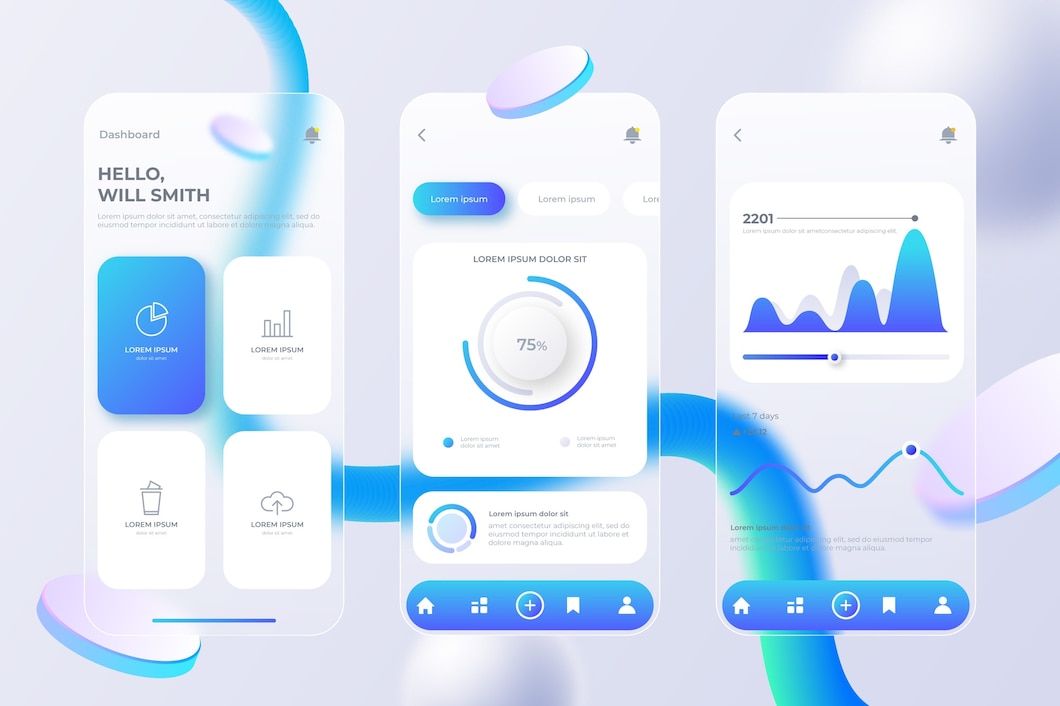 Dashboard
HELLO,
WILL SMITH
Lorem ipsum dolor sit amet, consectetur adipiscing elit, sed do
eiusmod tempor incididunt ut labore et dolore magna aliqua.
LOREM IPSUM
dolor sit amet
LOREM IPSUM
dolor sit amet
LOREM IPSUM
dolor sit amet
LOREM IPSUM
dolor sit amet
Lorem ipsum
Lorem ipsum
Lore
LOREM IPSUM DOLOR SIT
75%
Lorem ipsum
dolor sit amet
Lorem ipsum
dolor sit amet
Lorem ipsum dolor sit
amet consectetur adipiscing elit, sed do
eiusmod tempor incididunt ut labore et
dolore magna aliqua.
2201
Lorem ipsum dolor sit ametconsectetur adipiscing elit,
7 days
Lorem ipsum
emet, consectetur adipiscing elit, sed do eiusmod tempor
incididunt ut labore et dolore magna aliqua.